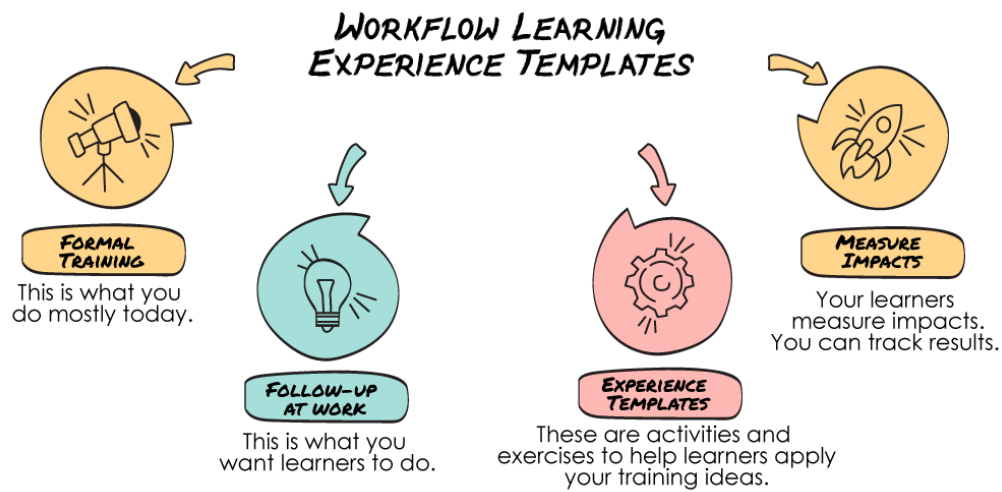 WORKFLOW LEARNING
EXPERIENCE TEMPLATES
FORMAL
TRAINING
This is what you
do mostly today.
FOLLOW-UP
AT WORK
This is what you
want learners to do.
EXPERIENCE
TEMPLATES
These are activities and
exercises to help learners apply
your training ideas.
MEASURE
IMPACTS
Your learners
measure impacts.
You can track results.